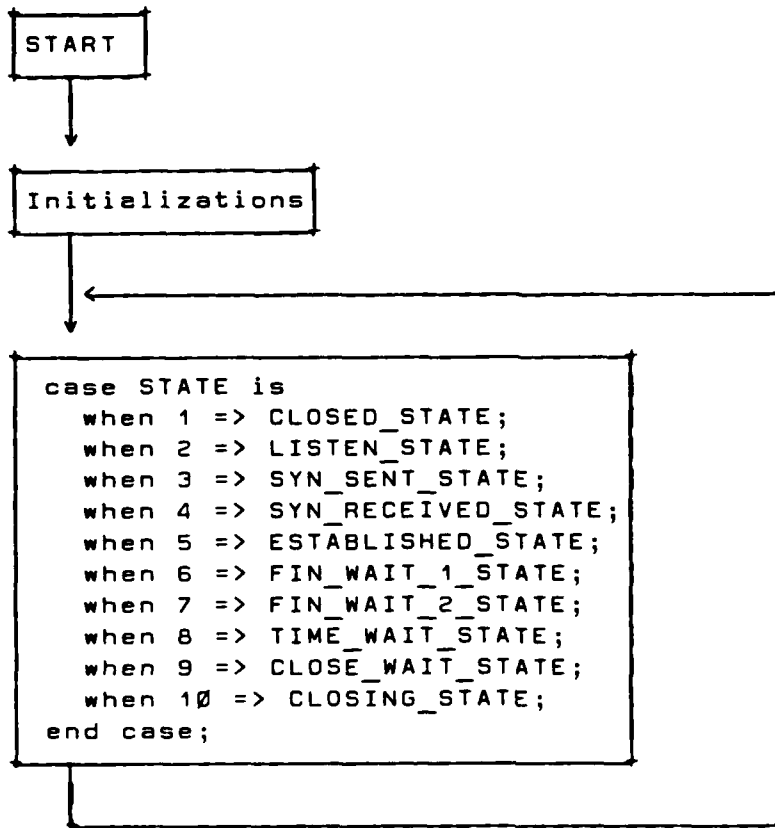 START
Initializations
case STATE is
when 1 => CLOSED_STATE;
when 2 => LISTEN_STATE;
when 3 => SYN_SENT_STATE;
when 4 => SYN_RECEIVED_STATE;
when 5 => ESTABLISHED_STATE;
when 6 => FIN_WAIT_1_STATE;
when 7 => FIN_WAIT_2_STATE;
when 8 => TIME_WAIT_STATE;
when 9 => CLOSE_WAIT_STATE;
when 10 => CLOSING_STATE;
end case;